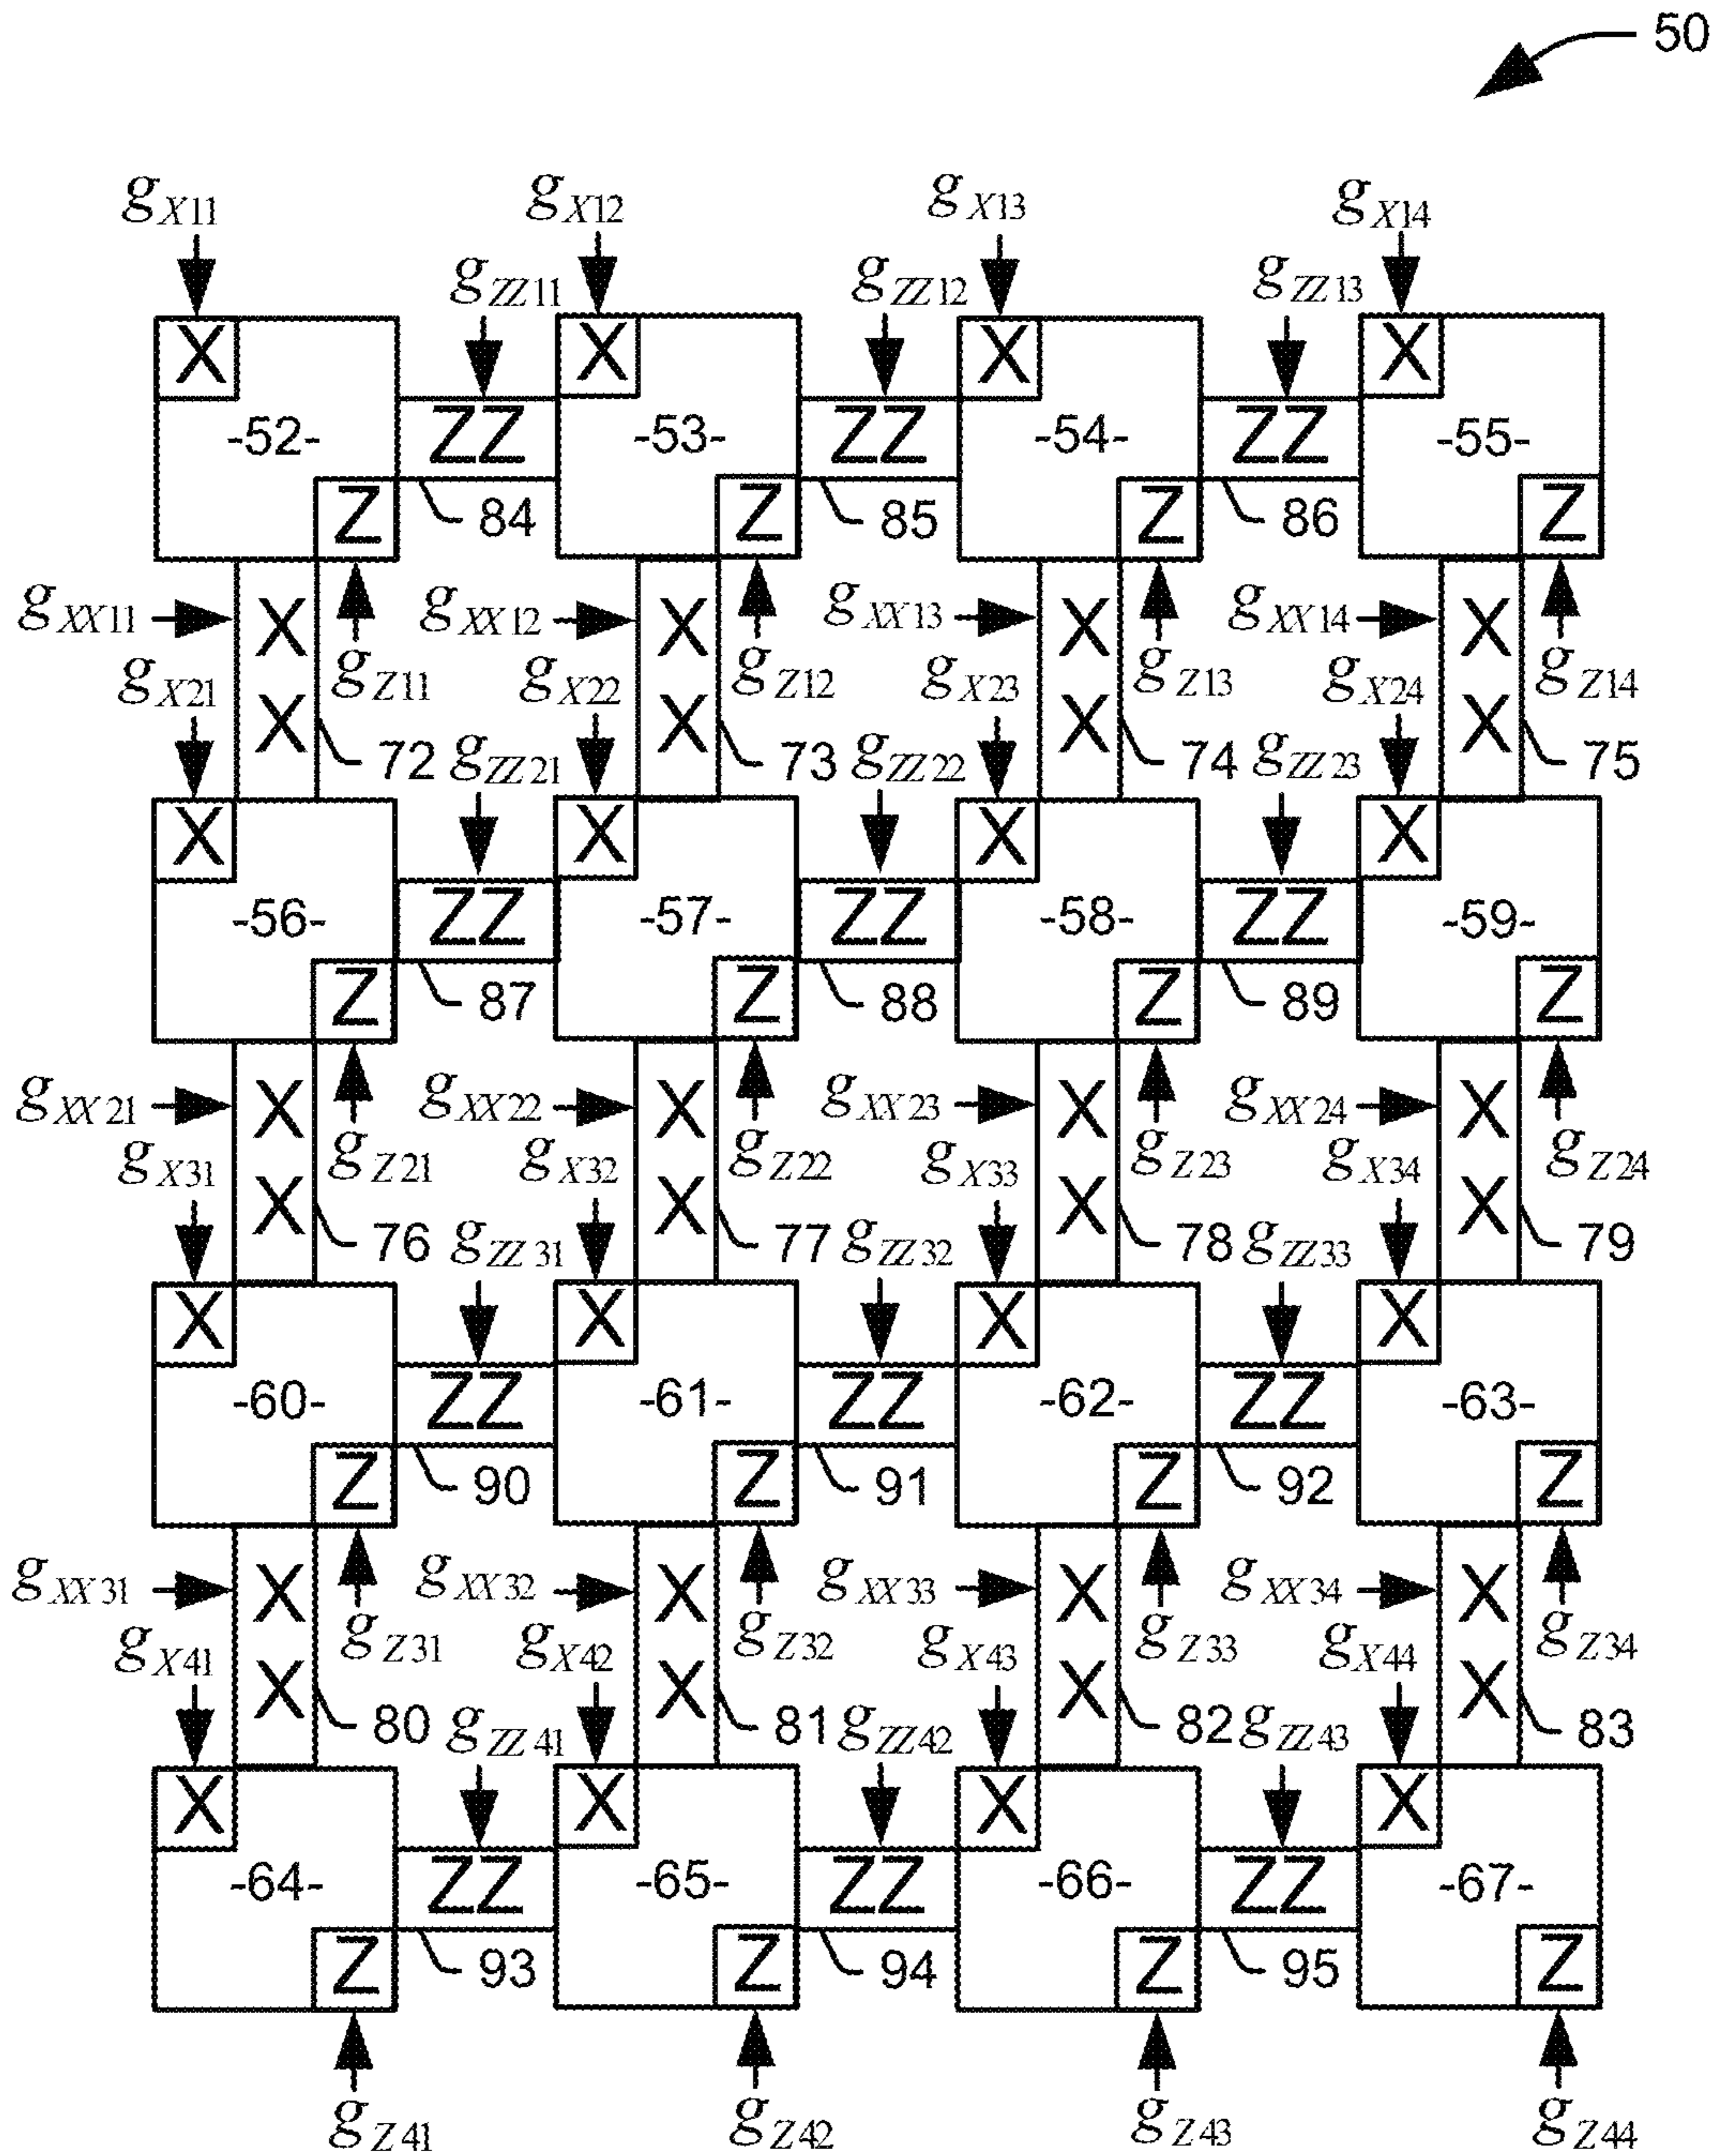 50
gX11 gX12 gX13 gX14
gZZ11 gZZ12 gZZ13
X X X X
-52- ZZ -53- ZZ -54- ZZ -55-
Z 84 Z 85 Z 86 Z
gXX11 X gXX12 X gXX13 X gXX14 X
gX21 gZ11 gX22 gZ12 gX23 gZ13 gX24 gZ14
X X X X
72 gZZ21 73 gZZ22 74 gZZ23 75
X X X X
-56- ZZ -57- ZZ -58- ZZ -59-
Z 87 Z 88 Z 89 Z
gXX21 X gXX22 X gXX23 X gXX24 X
gX31 gZ21 gX32 gZ22 gX33 gZ23 gX34 gZ24
X X X X
76 gZZ31 77 gZZ32 78 gZZ33 79
X X X X
-60- ZZ -61- ZZ -62- ZZ -63-
Z 90 Z 91 Z 92 Z
gXX31 X gXX32 X gXX33 X gXX34 X
gX41 gZ31 gX42 gZ32 gX43 gZ33 gX44 gZ34
X X X X
80 gZZ41 81 gZZ42 82 gZZ43 83
X X X X
-64- ZZ -65- ZZ -66- ZZ -67-
Z 93 Z 94 Z 95 Z
gZ41 gZ42 gZ43 gZ44